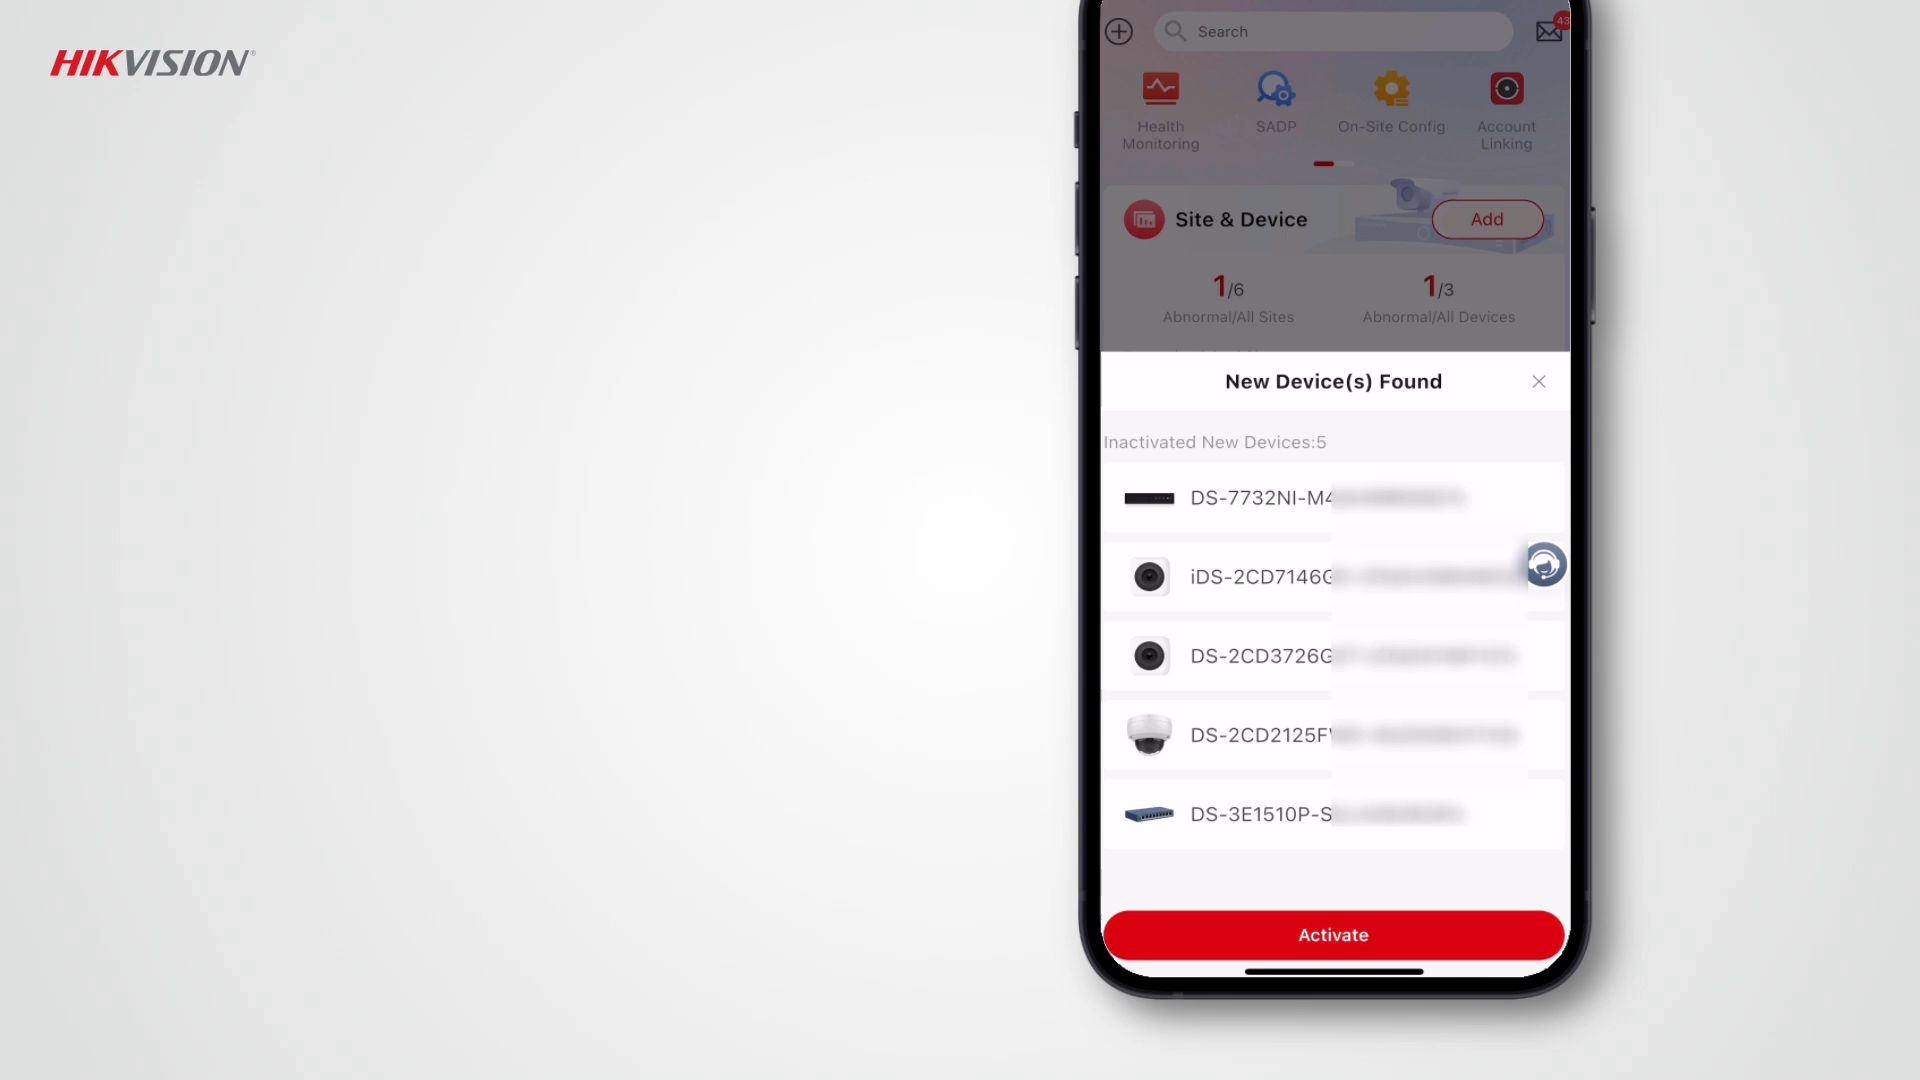 HIKVISION®
Search
43
Health
Monitoring
SADP
On-Site Config
Account
Linking
Site & Device
Add
1/6
1/3
Abnormal/All Sites
Abnormal/All Devices
New Device(s) Found
Inactivated New Devices:5
DS-7732NI-M4
iDS-2CD7146G
DS-2CD3726G
DS-2CD2125F
DS-3E1510P-S
Activate